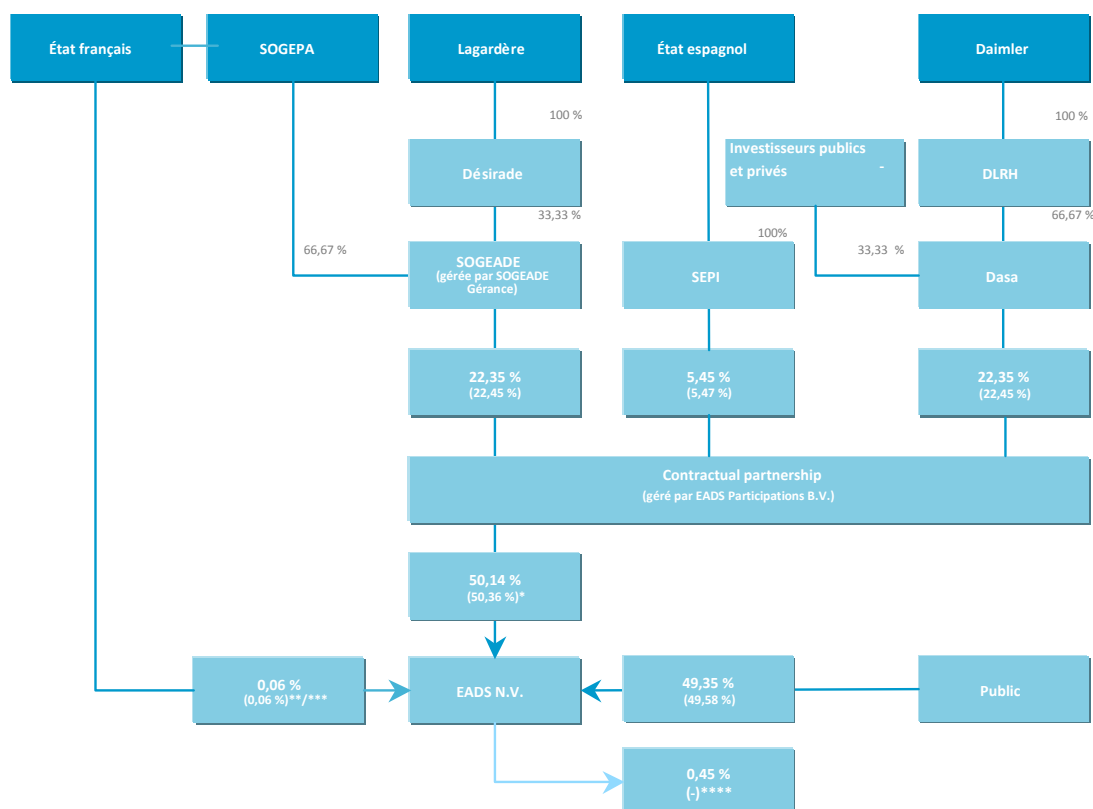 État français
SOGEPA
Lagardère
État espagnol
Daimler
100 %
100 %
Désirade
Investisseurs publics
et privés -
DLRH
33,33 %
66,67 %
66,67 %
100%
33,33 %
SOGEADE
(gérée par SOGEADE
Gérance)
SEPI
Dasa
22,35 %
(22,45 %)
5,45 %
(5,47 %)
22,35 %
(22,45 %)
Contractual partnership
(géré par EADS Participations B.V.)
50,14 %
(50,36 %)*
0,06 %
(0,06 %)**/***
EADS N.V.
49,35 %
(49,58 %)
Public
0,45 %
(-)****